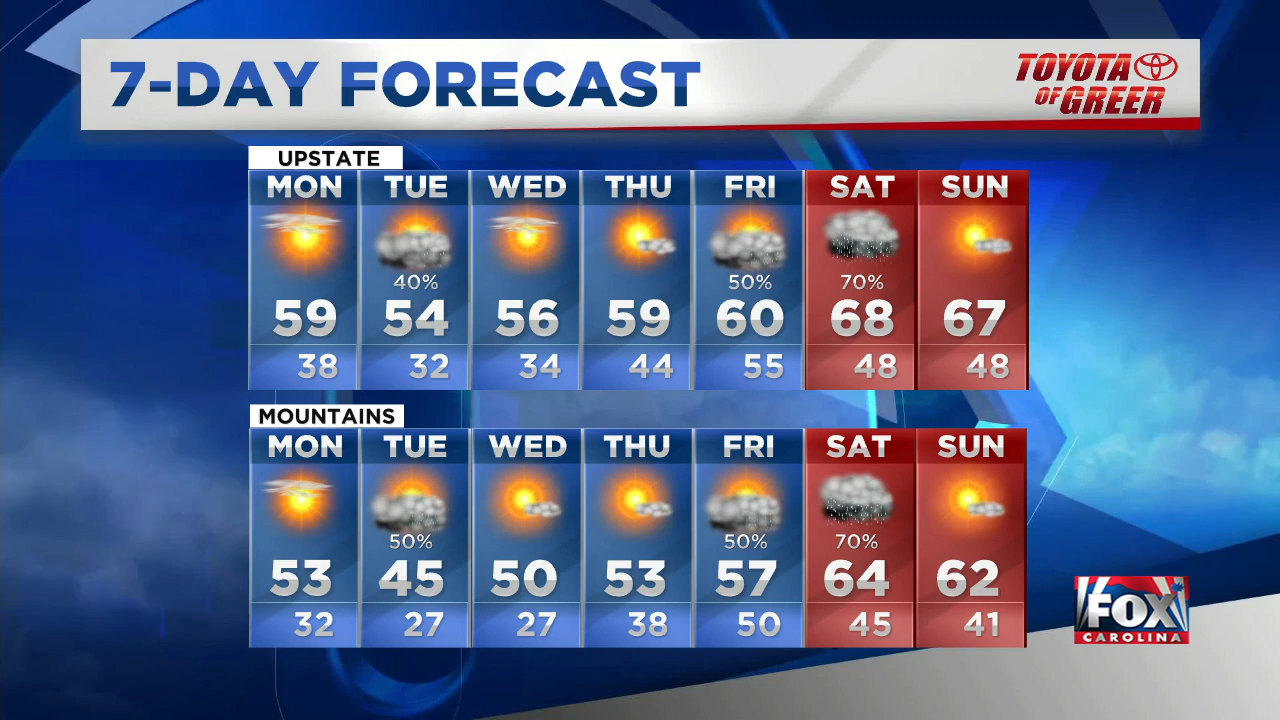 7-DAY FORECAST
TOYOTA
OF GREER
UPSTATE
MON TUE WED THU FRI SAT SUN
40% 50% 70%
59 54 56 59 60 68 67
38 32 34 44 55 48 48
MOUNTAINS
MON TUE WED THU FRI SAT SUN
50% 50% 70%
53 45 50 53 57 64 62
32 27 27 38 50 45 41
FOX
CAROLINA